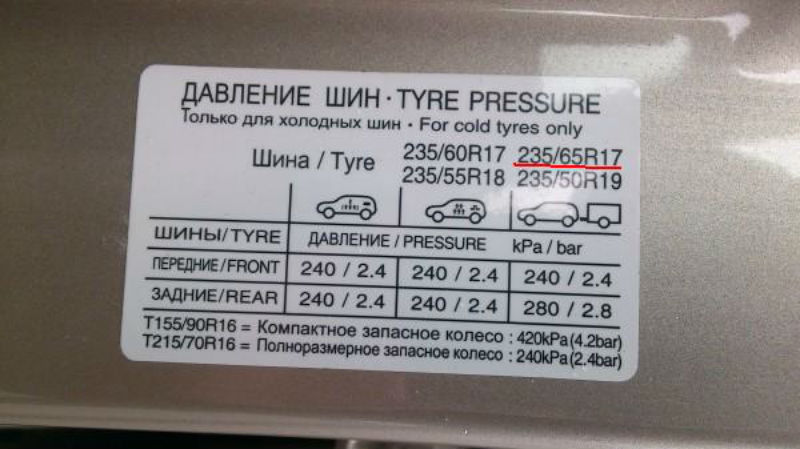 ДАВЛЕНИЕ ШИН · TYRE PRESSURE
Только для холодных шин · For cold tyres only
Шина / Tyre 235/60R17 235/65R17
235/55R18 235/50R19
ШИНЫ/TYRE ДАВЛЕНИЕ / PRESSURE kPa / bar
ПЕРЕДНИЕ/FRONT 240 / 2.4 240 / 2.4 240 / 2.4
ЗАДНИЕ/REAR 240 / 2.4 240 / 2.4 280 / 2.8
T155/90R16 = Компактное запасное колесо : 420kPa(4.2bar)
T215/70R16 = Полноразмерное запасное колесо : 240kPa(2.4bar)